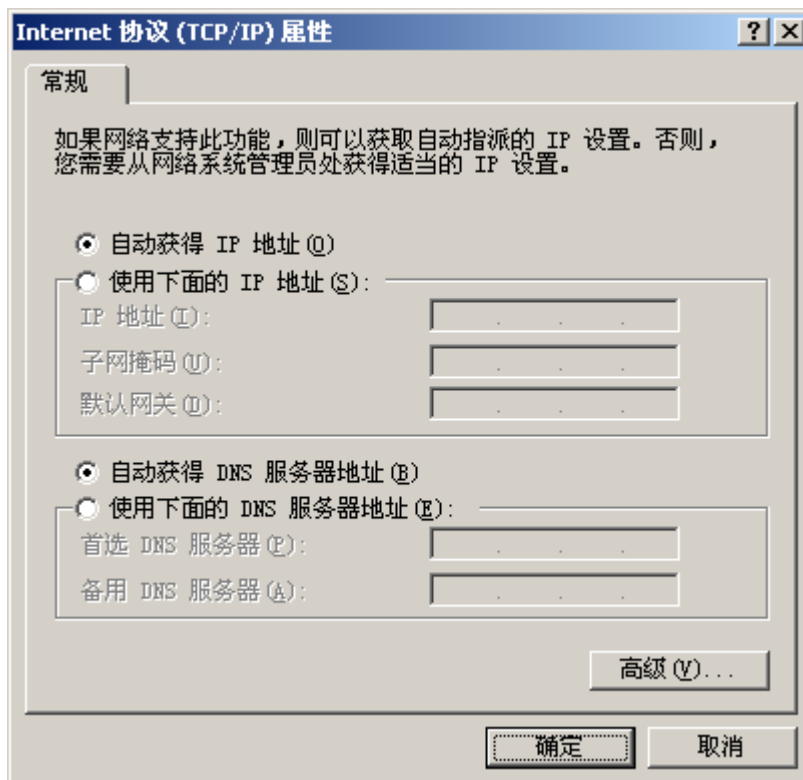 Internet 协议 (TCP/IP) 属性
常规
如果网络支持此功能，则可以获取自动指派的 IP 设置。否则，
您需要从网络系统管理员处获得适当的 IP 设置。
自动获得 IP 地址(O)
使用下面的 IP 地址(S):
IP 地址(I):
子网掩码(U):
默认网关(D):
自动获得 DNS 服务器地址(B)
使用下面的 DNS 服务器地址(E):
首选 DNS 服务器(P):
备用 DNS 服务器(A):
高级(V)...
确定 取消